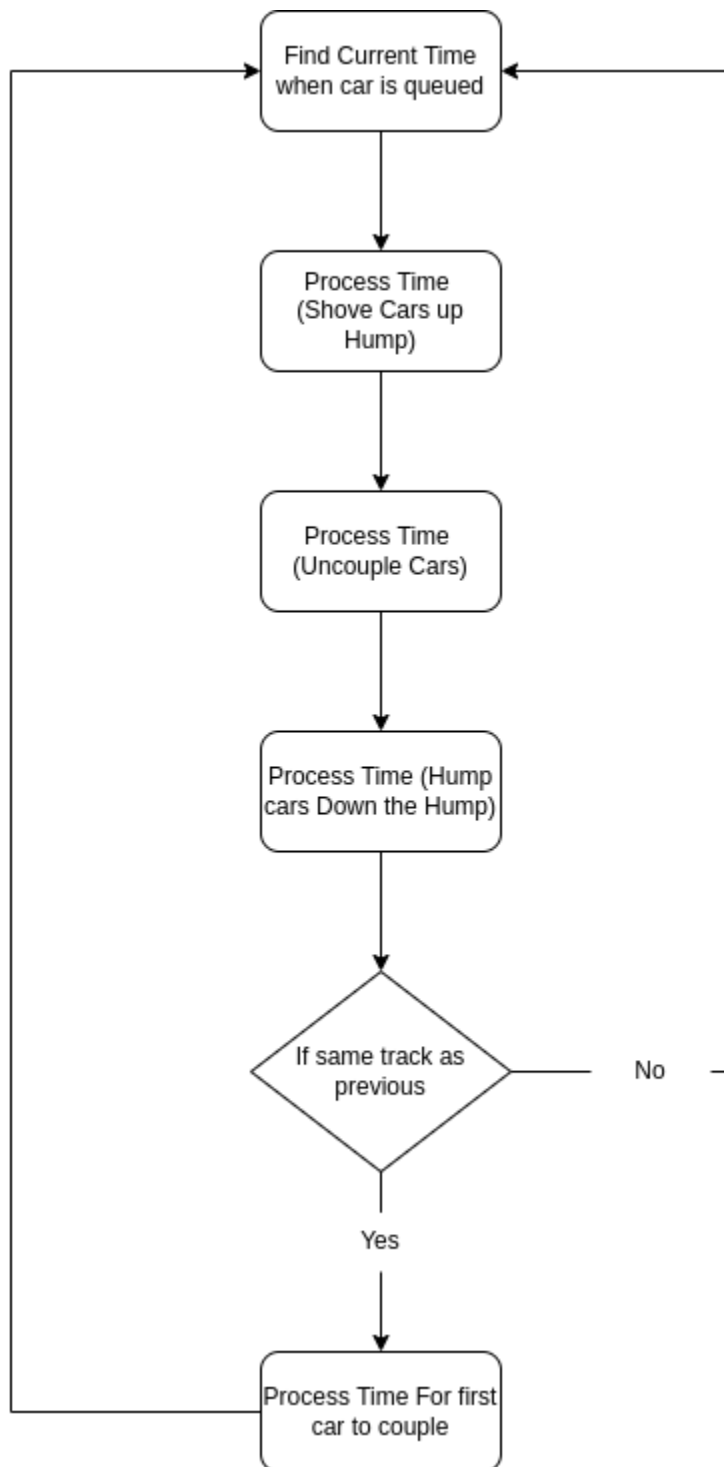 Find Current Time
when car is queued
Process Time
(Shove Cars up
Hump)
Process Time
(Uncouple Cars)
Process Time (Hump
cars Down the Hump)
If same track as
previous
No
Yes
Process Time For first
car to couple